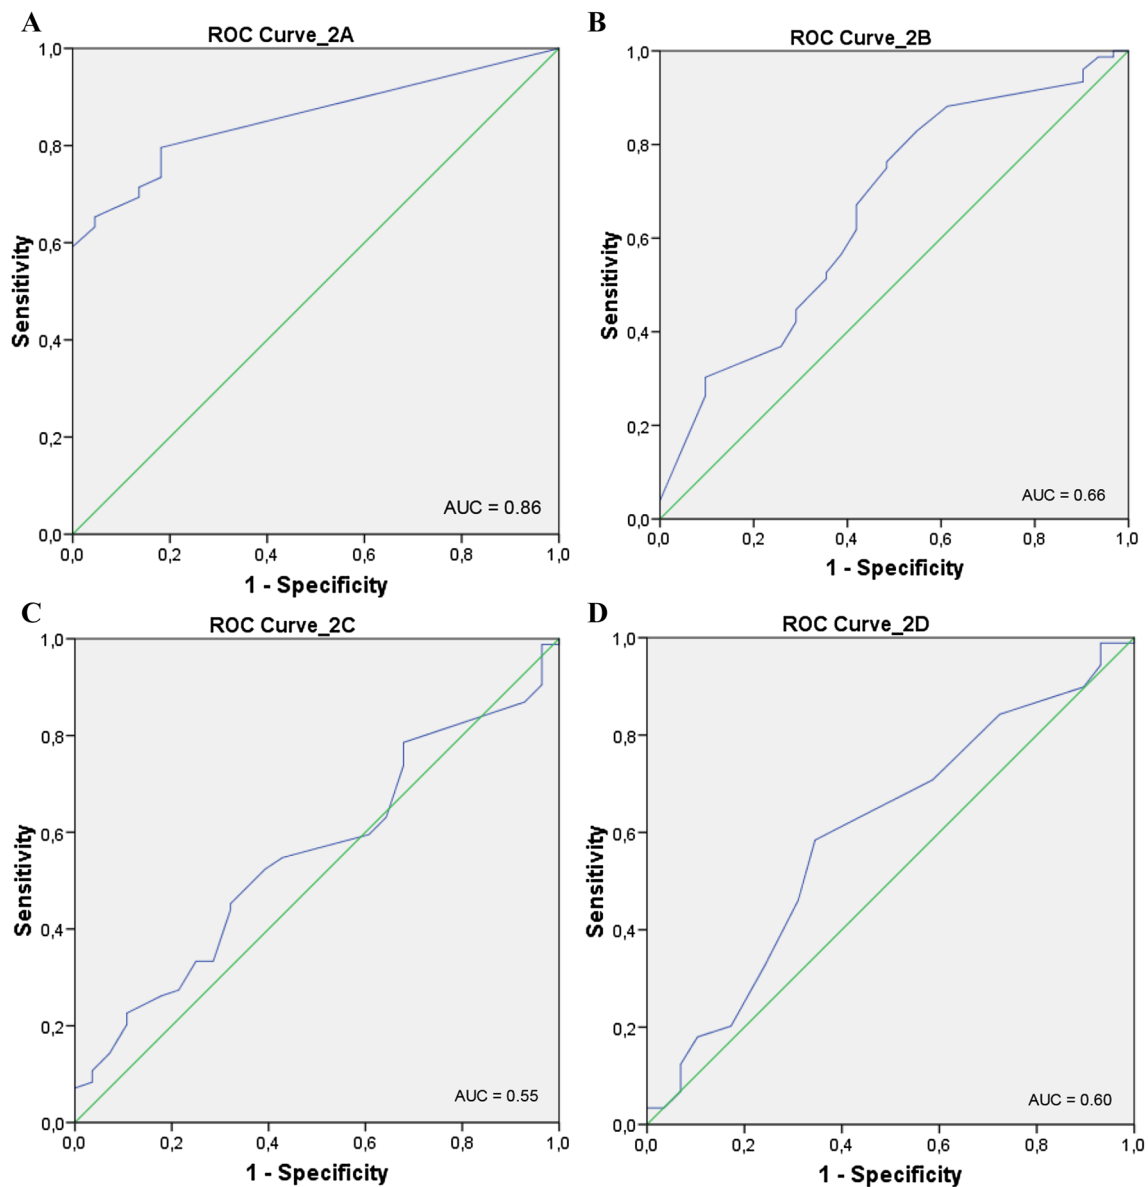 A
ROC Curve_2A
1,0
0,8
0,6
0,4
0,2
0,0
Sensitivity
AUC = 0.86
0,0 0,2 0,4 0,6 0,8 1,0
1 - Specificity
B
ROC Curve_2B
1,0
0,8
0,6
0,4
0,2
0,0
Sensitivity
AUC = 0.66
0,0 0,2 0,4 0,6 0,8 1,0
1 - Specificity
C
ROC Curve_2C
1,0
0,8
0,6
0,4
0,2
0,0
Sensitivity
AUC = 0.55
0,0 0,2 0,4 0,6 0,8 1,0
1 - Specificity
D
ROC Curve_2D
1,0
0,8
0,6
0,4
0,2
0,0
Sensitivity
AUC = 0.60
0,0 0,2 0,4 0,6 0,8 1,0
1 - Specificity